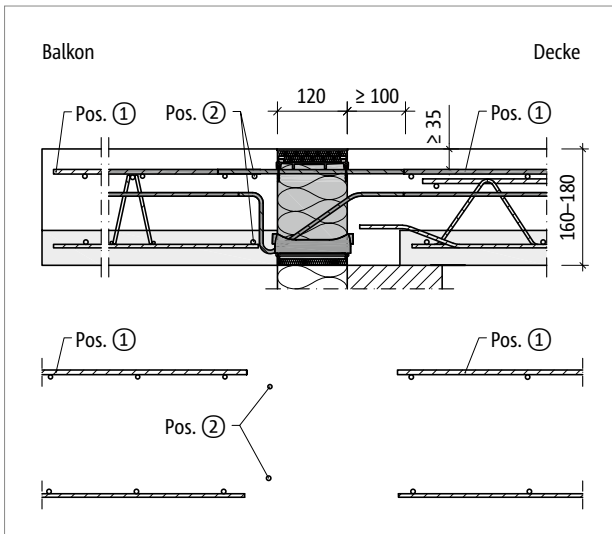 Balkon Decke
120 ≥ 100
Pos. ① Pos. ② ≥ 35 Pos. ①
160–180
Pos. ① Pos. ①
Pos. ②